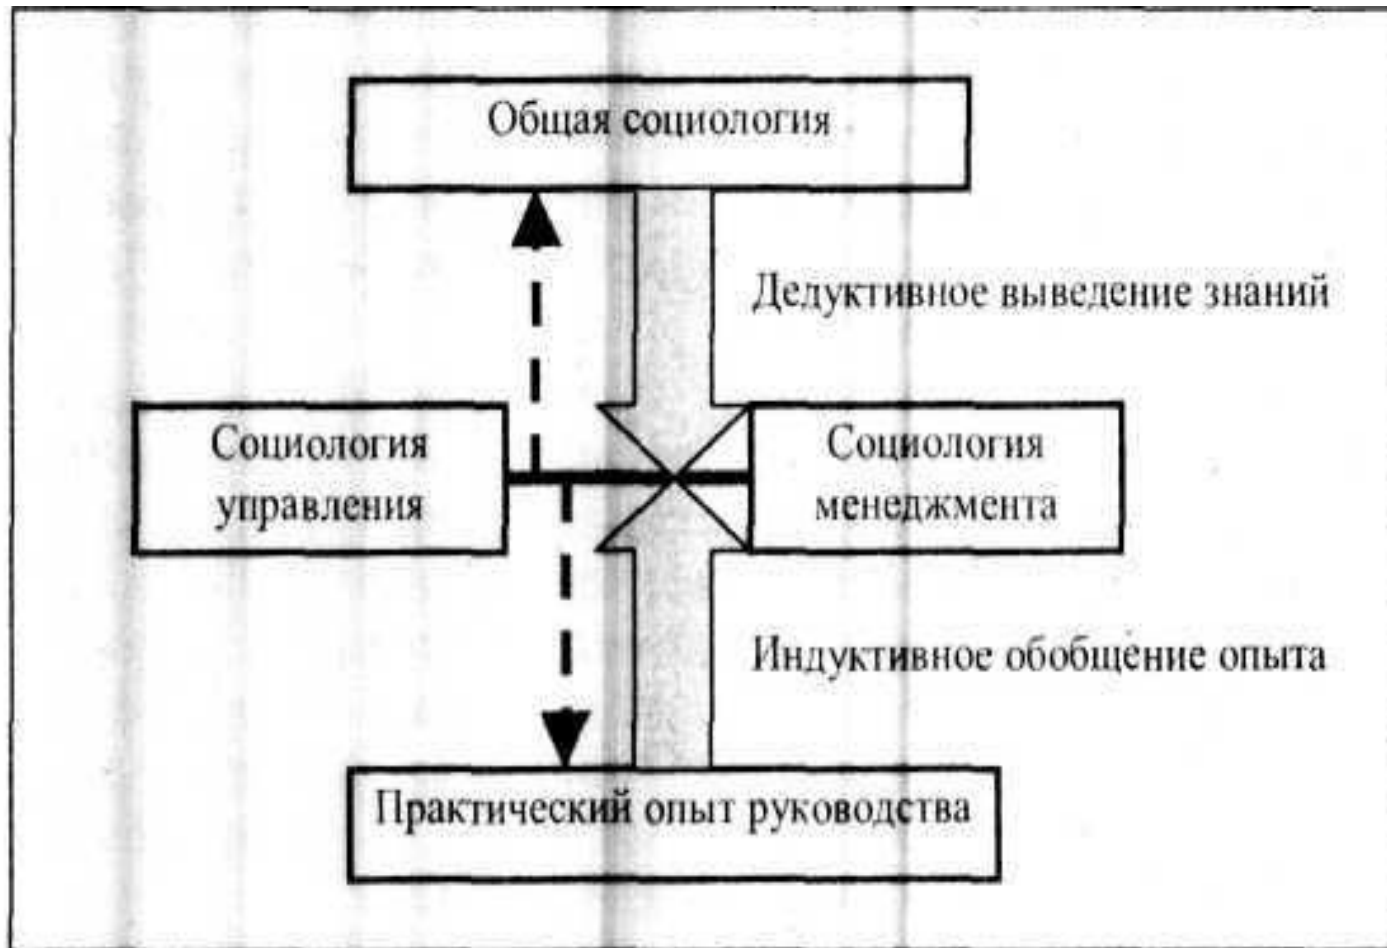 Общая социология
Дедуктивное выведение знаний
Социология
управления
Социология
менеджмента
Индуктивное обобщение опыта
Практический опыт руководства